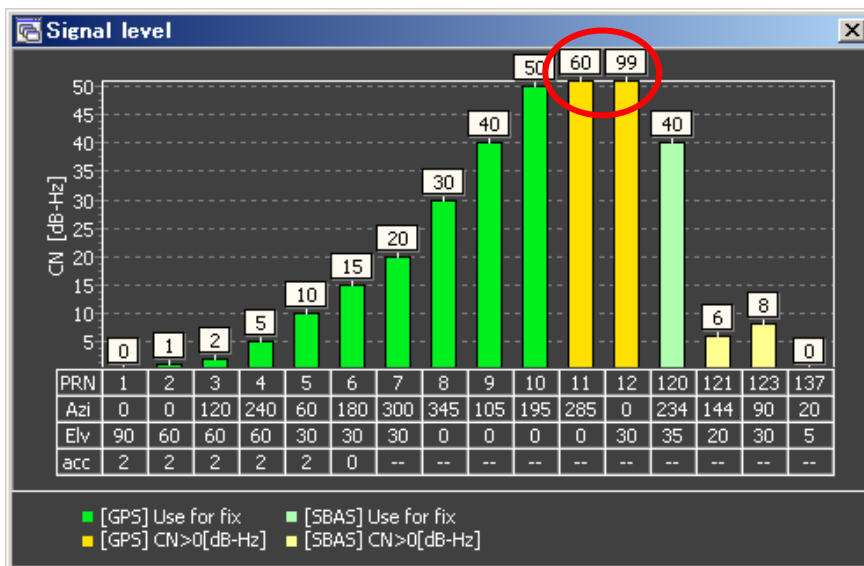 Signal level
60 99
50
50
45
40 40
40
35
30
30
25
20
20
15
15
10
10
8
6
5
5
0 1 2 0
CN [dB-Hz]
PRN 1 2 3 4 5 6 7 8 9 10 11 12 120 121 123 137
Azi 0 0 120 240 60 180 300 345 105 195 285 0 234 144 90 20
Elv 90 60 60 60 30 30 30 0 0 0 0 30 35 20 30 5
acc 2 2 2 2 2 0 -- -- -- -- -- -- -- -- -- --
[GPS] Use for fix [SBAS] Use for fix
[GPS] CN>0[dB-Hz] [SBAS] CN>0[dB-Hz]